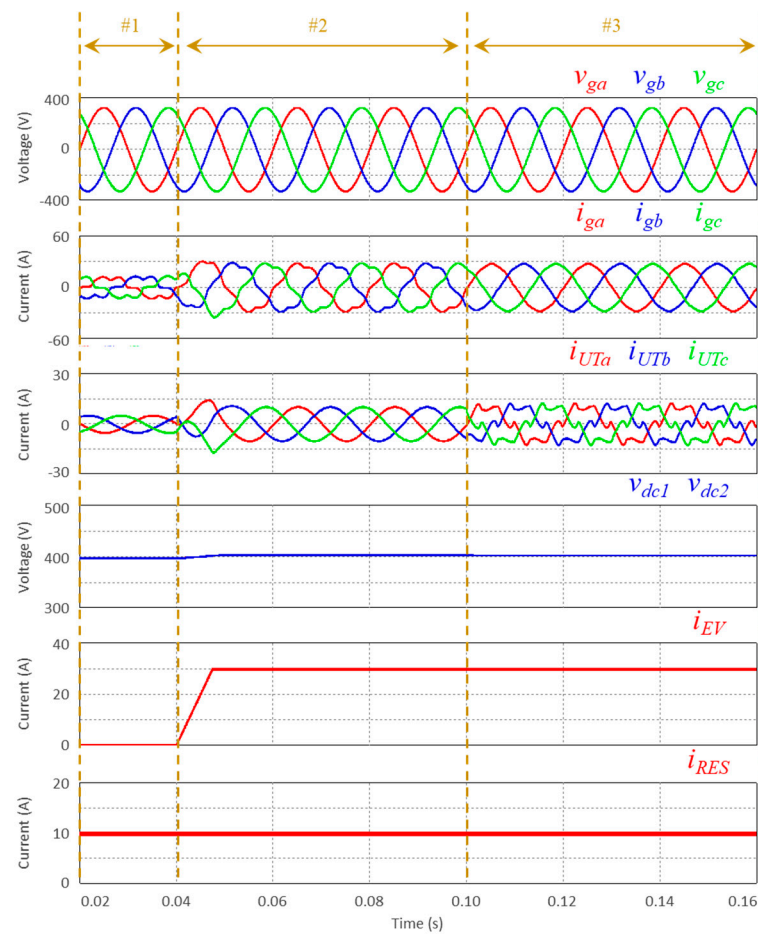 #1 #2 #3
v_ga v_gb v_gc
400
0
-400
Voltage (V)
i_ga i_gb i_gc
60
0
-60
Current (A)
i_UTa i_UTb i_UTc
30
0
-30
Current (A)
v_dc1 v_dc2
500
400
300
Voltage (V)
i_EV
40
20
0
Current (A)
i_RES
20
10
0
Current (A)
0.02 0.04 0.06 0.08 0.10 0.12 0.14 0.16
Time (s)